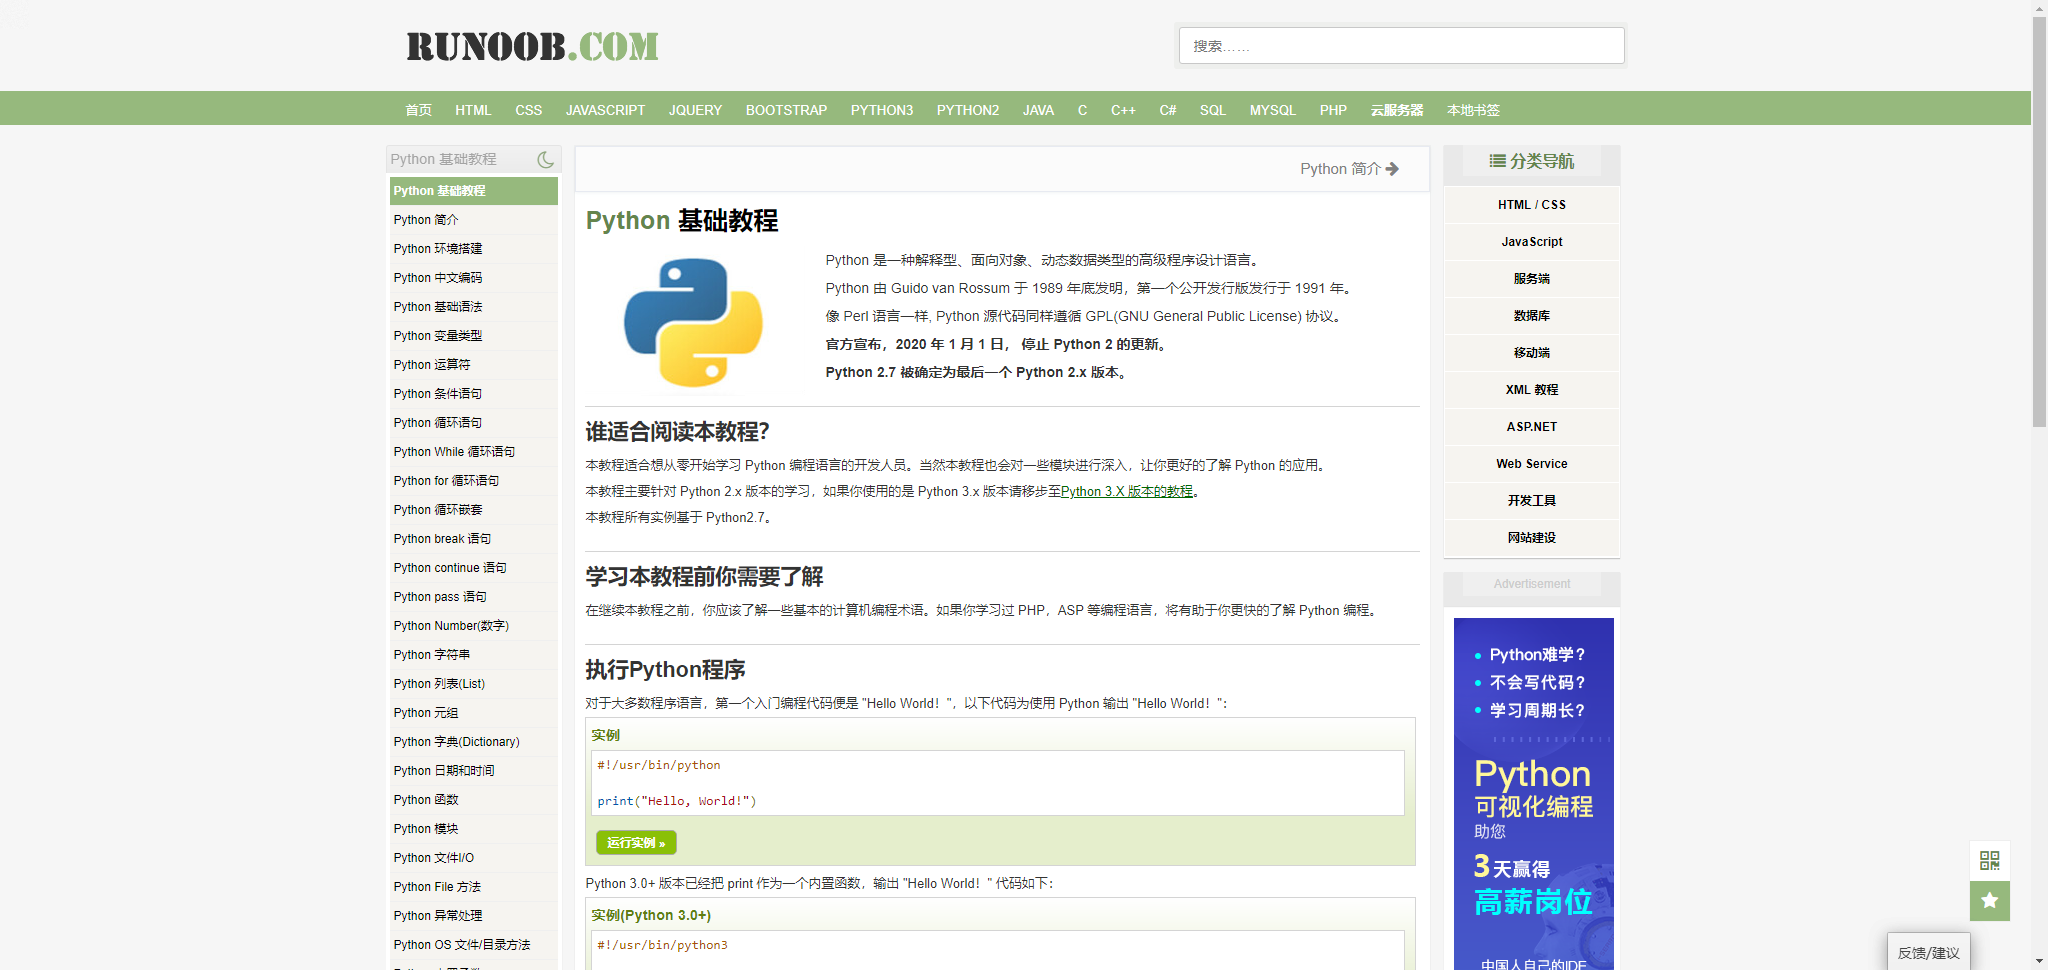 RUNOOB.COM
搜索……
首页 HTML CSS JAVASCRIPT JQUERY BOOTSTRAP PYTHON3 PYTHON2 JAVA C C++ C# SQL MYSQL PHP 云服务器 本地书签
Python 基础教程
Python 基础教程
Python 简介
Python 环境搭建
Python 中文编码
Python 基础语法
Python 变量类型
Python 运算符
Python 条件语句
Python 循环语句
Python While 循环语句
Python for 循环语句
Python 循环嵌套
Python break 语句
Python continue 语句
Python pass 语句
Python Number(数字)
Python 字符串
Python 列表(List)
Python 元组
Python 字典(Dictionary)
Python 日期和时间
Python 函数
Python 模块
Python 文件I/O
Python File 方法
Python 异常处理
Python OS 文件/目录方法
Python 简介
Python 基础教程
Python 是一种解释型、面向对象、动态数据类型的高级程序设计语言。
Python 由 Guido van Rossum 于 1989 年底发明，第一个公开发行版发行于 1991 年。
像 Perl 语言一样, Python 源代码同样遵循 GPL(GNU General Public License) 协议。
官方宣布，2020 年 1 月 1 日， 停止 Python 2 的更新。
Python 2.7 被确定为最后一个 Python 2.x 版本。
谁适合阅读本教程?
本教程适合想从零开始学习 Python 编程语言的开发人员。当然本教程也会对一些模块进行深入，让你更好的了解 Python 的应用。
本教程主要针对 Python 2.x 版本的学习，如果你使用的是 Python 3.x 版本请移步至Python 3.X 版本的教程。
本教程所有实例基于 Python2.7。
学习本教程前你需要了解
在继续本教程之前，你应该了解一些基本的计算机编程术语。如果你学习过 PHP，ASP 等编程语言，将有助于你更快的了解 Python 编程。
执行Python程序
对于大多数程序语言，第一个入门编程代码便是 "Hello World！"，以下代码为使用 Python 输出 "Hello World！"：
实例
#!/usr/bin/python
print("Hello, World!")
运行实例 »
Python 3.0+ 版本已经把 print 作为一个内置函数，输出 "Hello World！" 代码如下：
实例(Python 3.0+)
#!/usr/bin/python3
分类导航
HTML / CSS
JavaScript
服务端
数据库
移动端
XML 教程
ASP.NET
Web Service
开发工具
网站建设
Advertisement
Python难学？
不会写代码？
学习周期长？
Python
可视化编程
助您
3天赢得
高薪岗位
中国人自己的IDE
反馈/建议